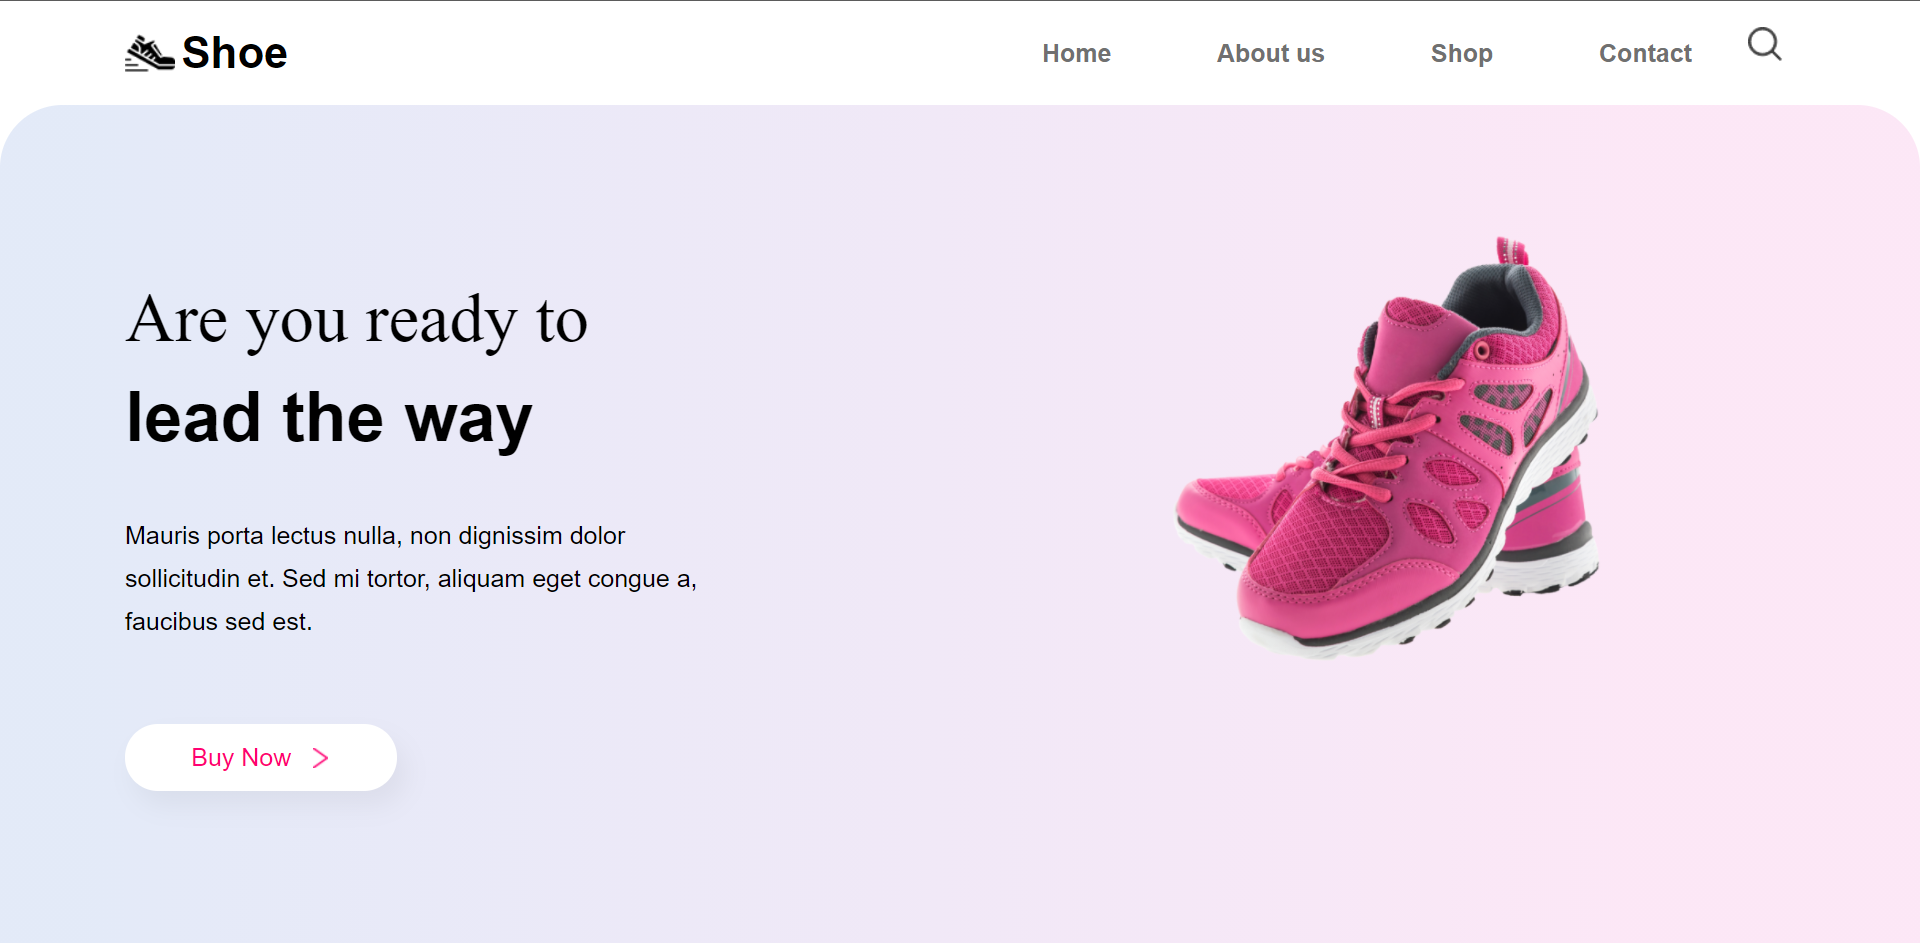 Shoe
Home About us Shop Contact
Are you ready to
lead the way
Mauris porta lectus nulla, non dignissim dolor
sollicitudin et. Sed mi tortor, aliquam eget congue a,
faucibus sed est.
Buy Now